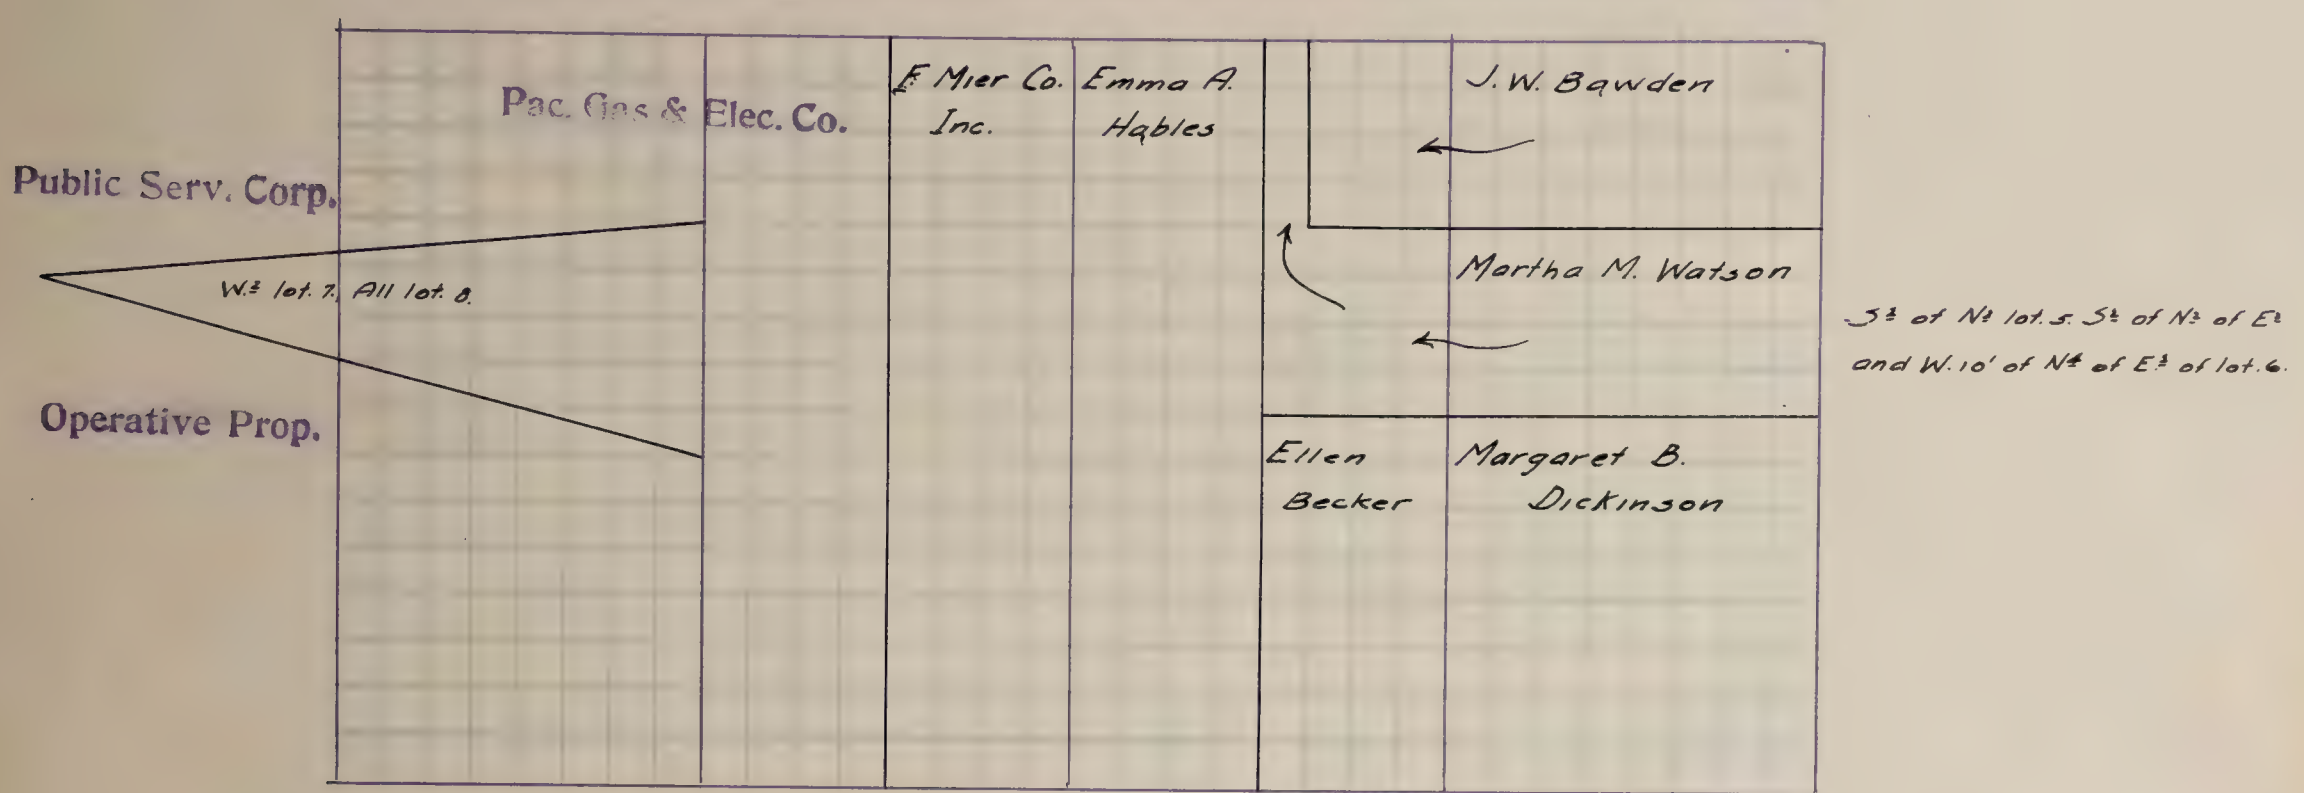 Pac. Gas & Elec. Co.
E Mier Co.
Inc.
Emma A.
Hables
J. W. Bawden
Public Serv. Corp.
W.½ lot. 7. All lot. 8.
Martha M. Watson
S½ of N½ lot. 5. S½ of N½ of E½
and W. 10' of N¼ of E½ of lot. 6.
Operative Prop.
Ellen
Becker
Margaret B.
Dickinson